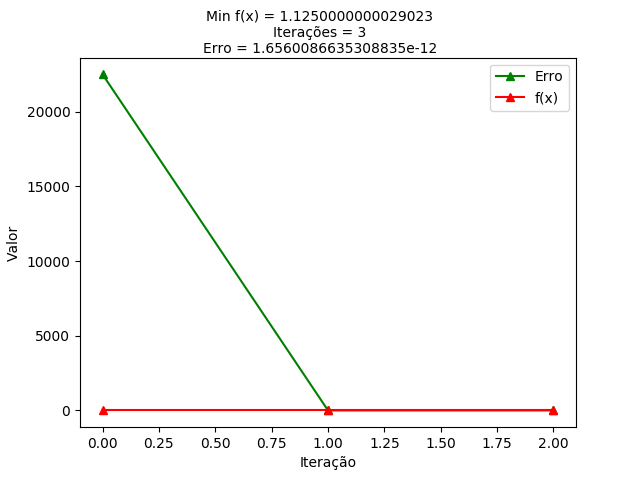 Min f(x) = 1.1250000000029023
Iterações = 3
Erro = 1.6560086635308835e-12
Erro
f(x)
Valor
20000
15000
10000
5000
0
0.00 0.25 0.50 0.75 1.00 1.25 1.50 1.75 2.00
Iteração